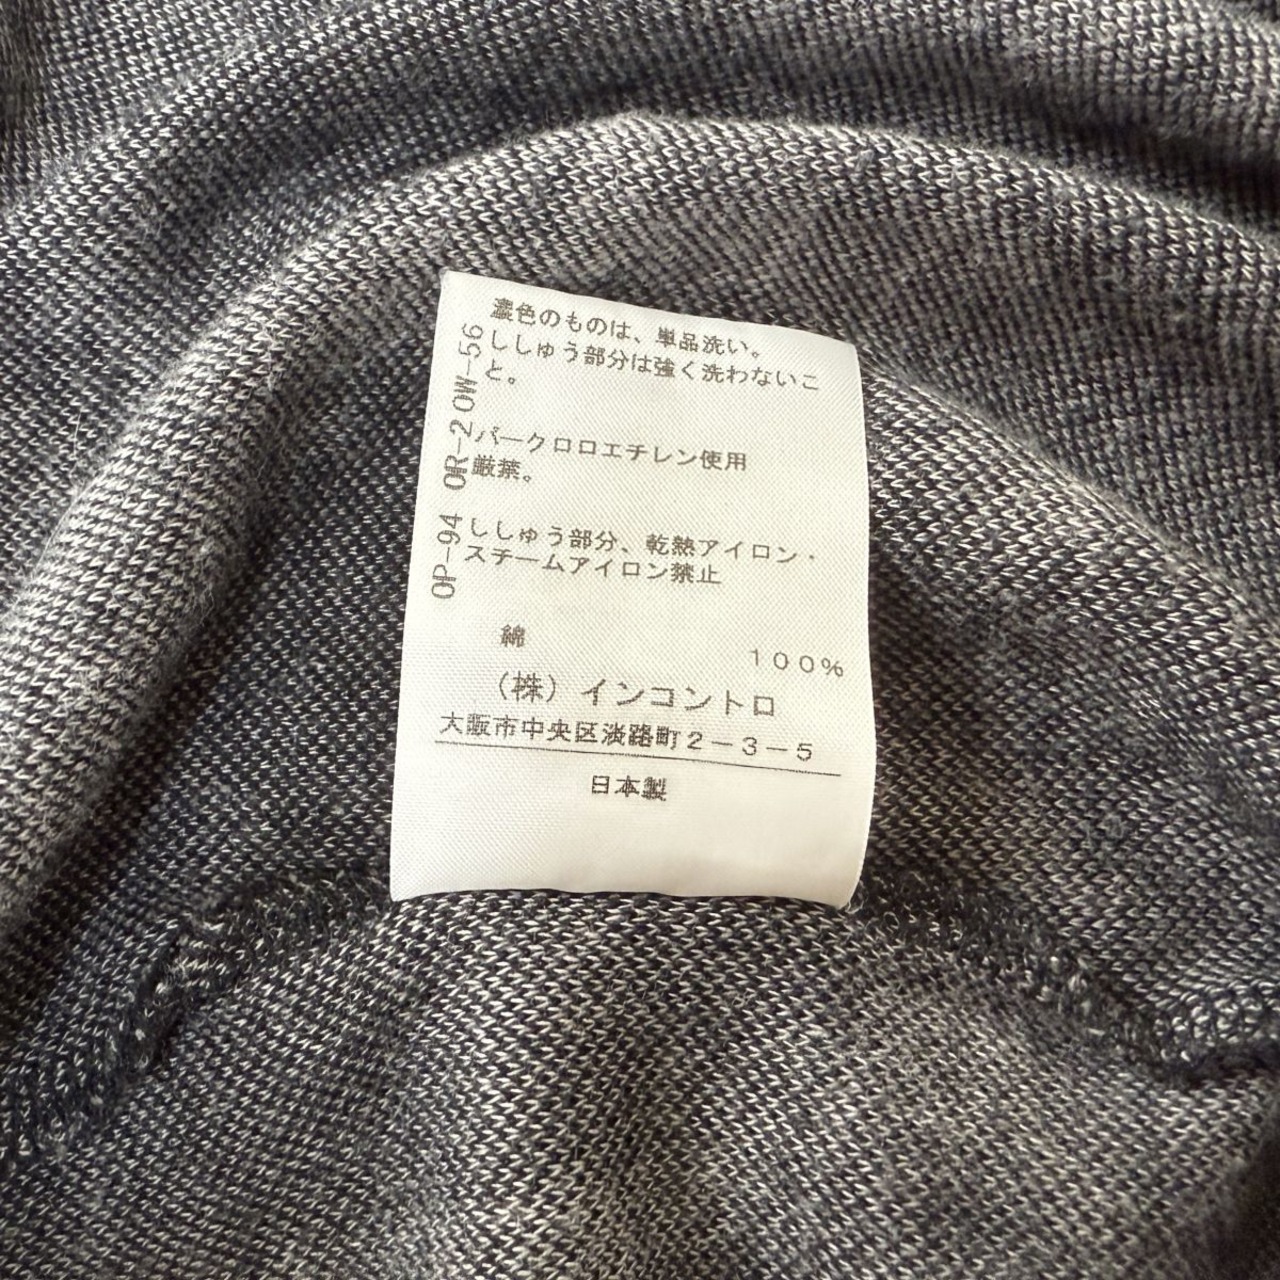 濃色のものは、単品洗い。
ししゅう部分は強く洗わないこ
と。
パークロロエチレン使用
厳禁。
ししゅう部分、乾熱アイロン・
スチームアイロン禁止
綿 100%
(株)インコントロ
大阪市中央区淡路町2-3-5
日本製
OP-94 OR-2 OW-56